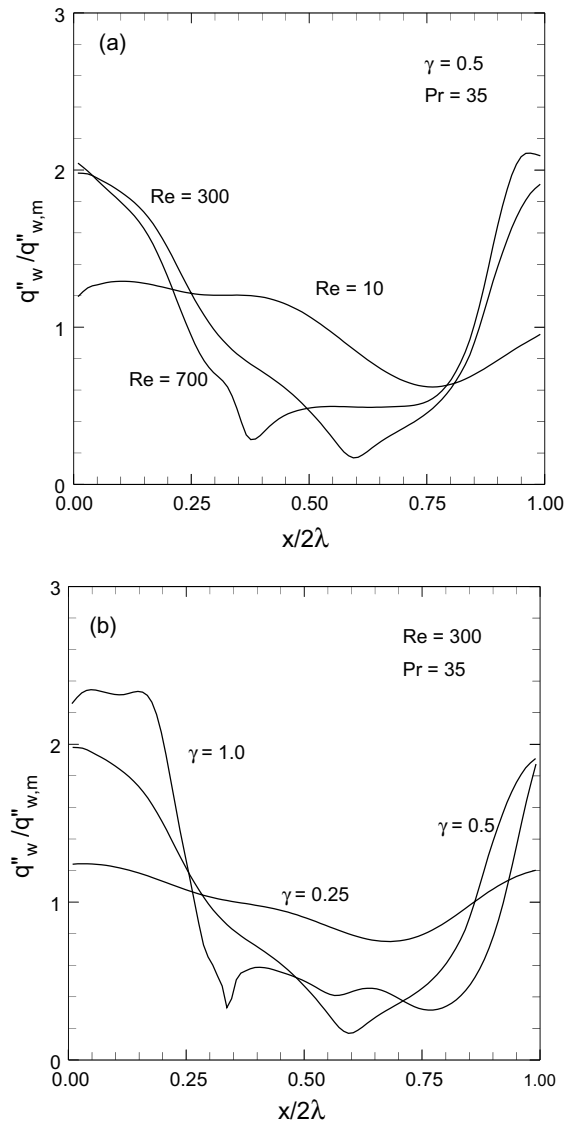 3
(a)
γ = 0.5
Pr = 35
2
Re = 300
q"w /q"w,m
Re = 10
1
Re = 700
0
0.00 0.25 0.50 0.75 1.00
x/2λ
3
(b)
Re = 300
Pr = 35
2
γ = 1.0
q"w /q"w,m
γ = 0.5
1
γ = 0.25
0
0.00 0.25 0.50 0.75 1.00
x/2λ